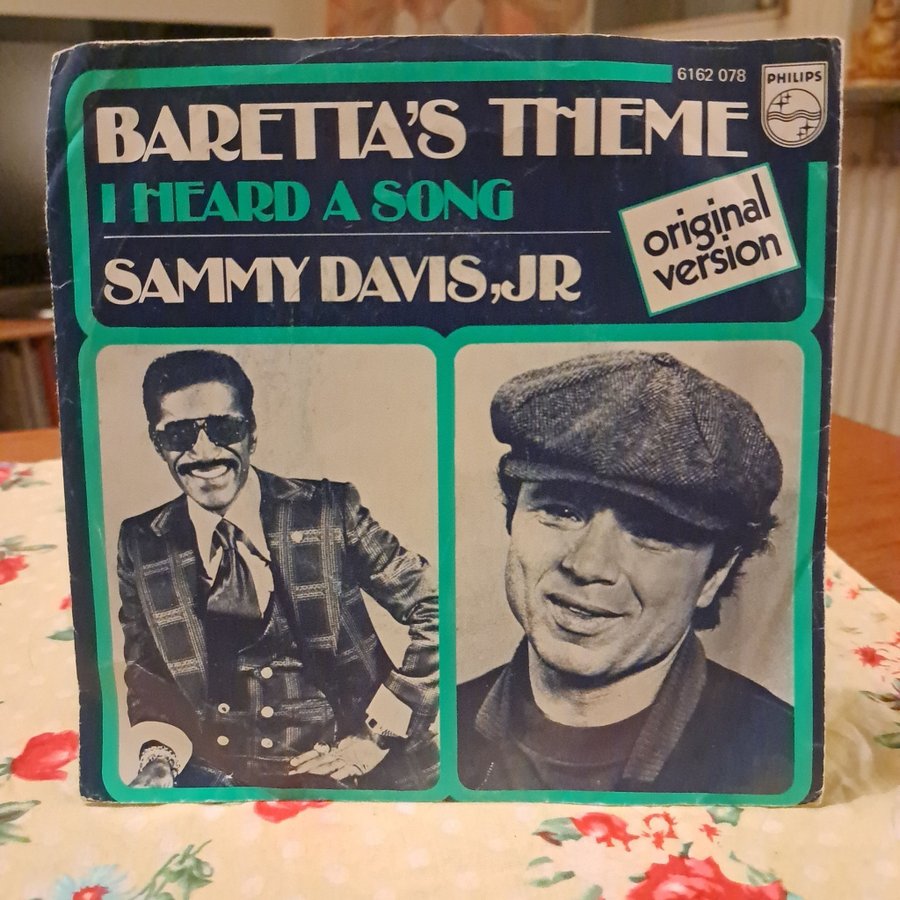 6162 078
PHILIPS
BARETTA'S THEME
I HEARD A SONG
original
version
SAMMY DAVIS, JR